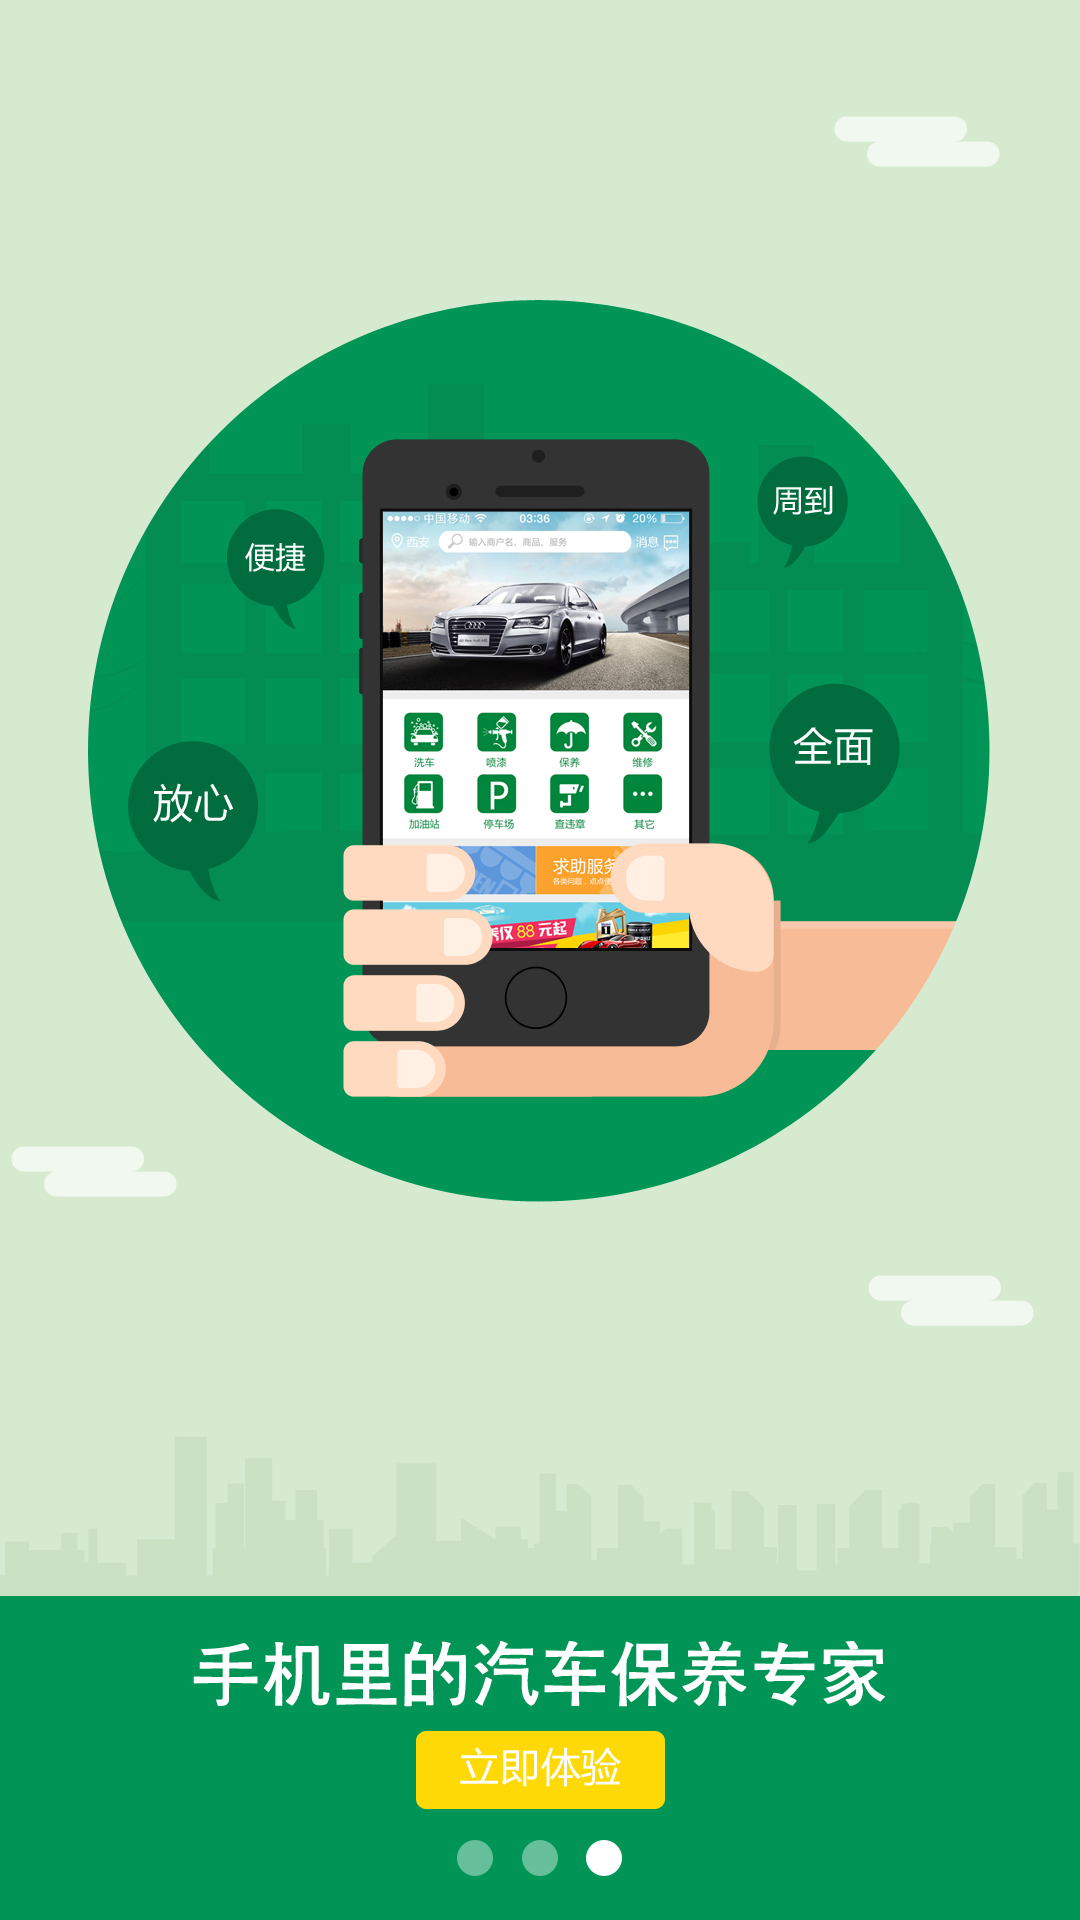 周到
便捷
全面
放心
中国移动 03:36 20%
西安 输入商户名、商品、服务 消息
洗车 喷漆 保养 维修
P
加油站 停车场 查违章 其它
求助服务
各类问题，点点
仅88元起
手机里的汽车保养专家
立即体验